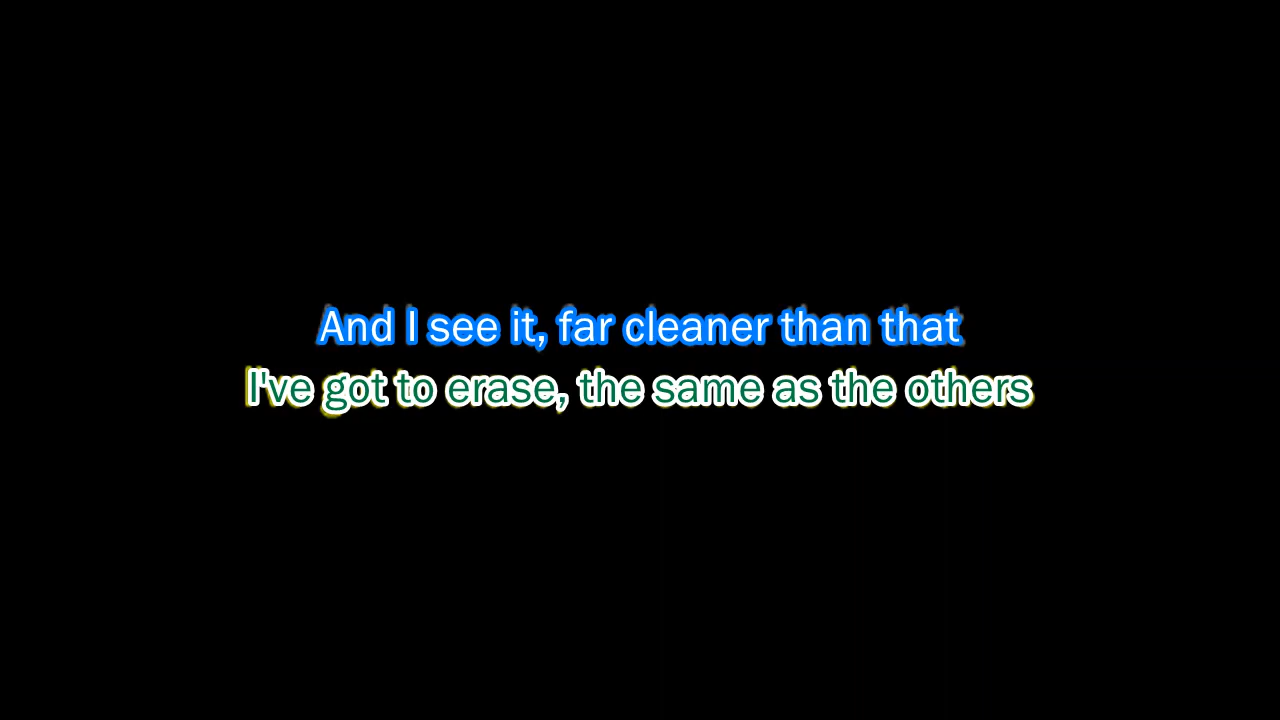 And I see it, far cleaner than that
I've got to erase, the same as the others